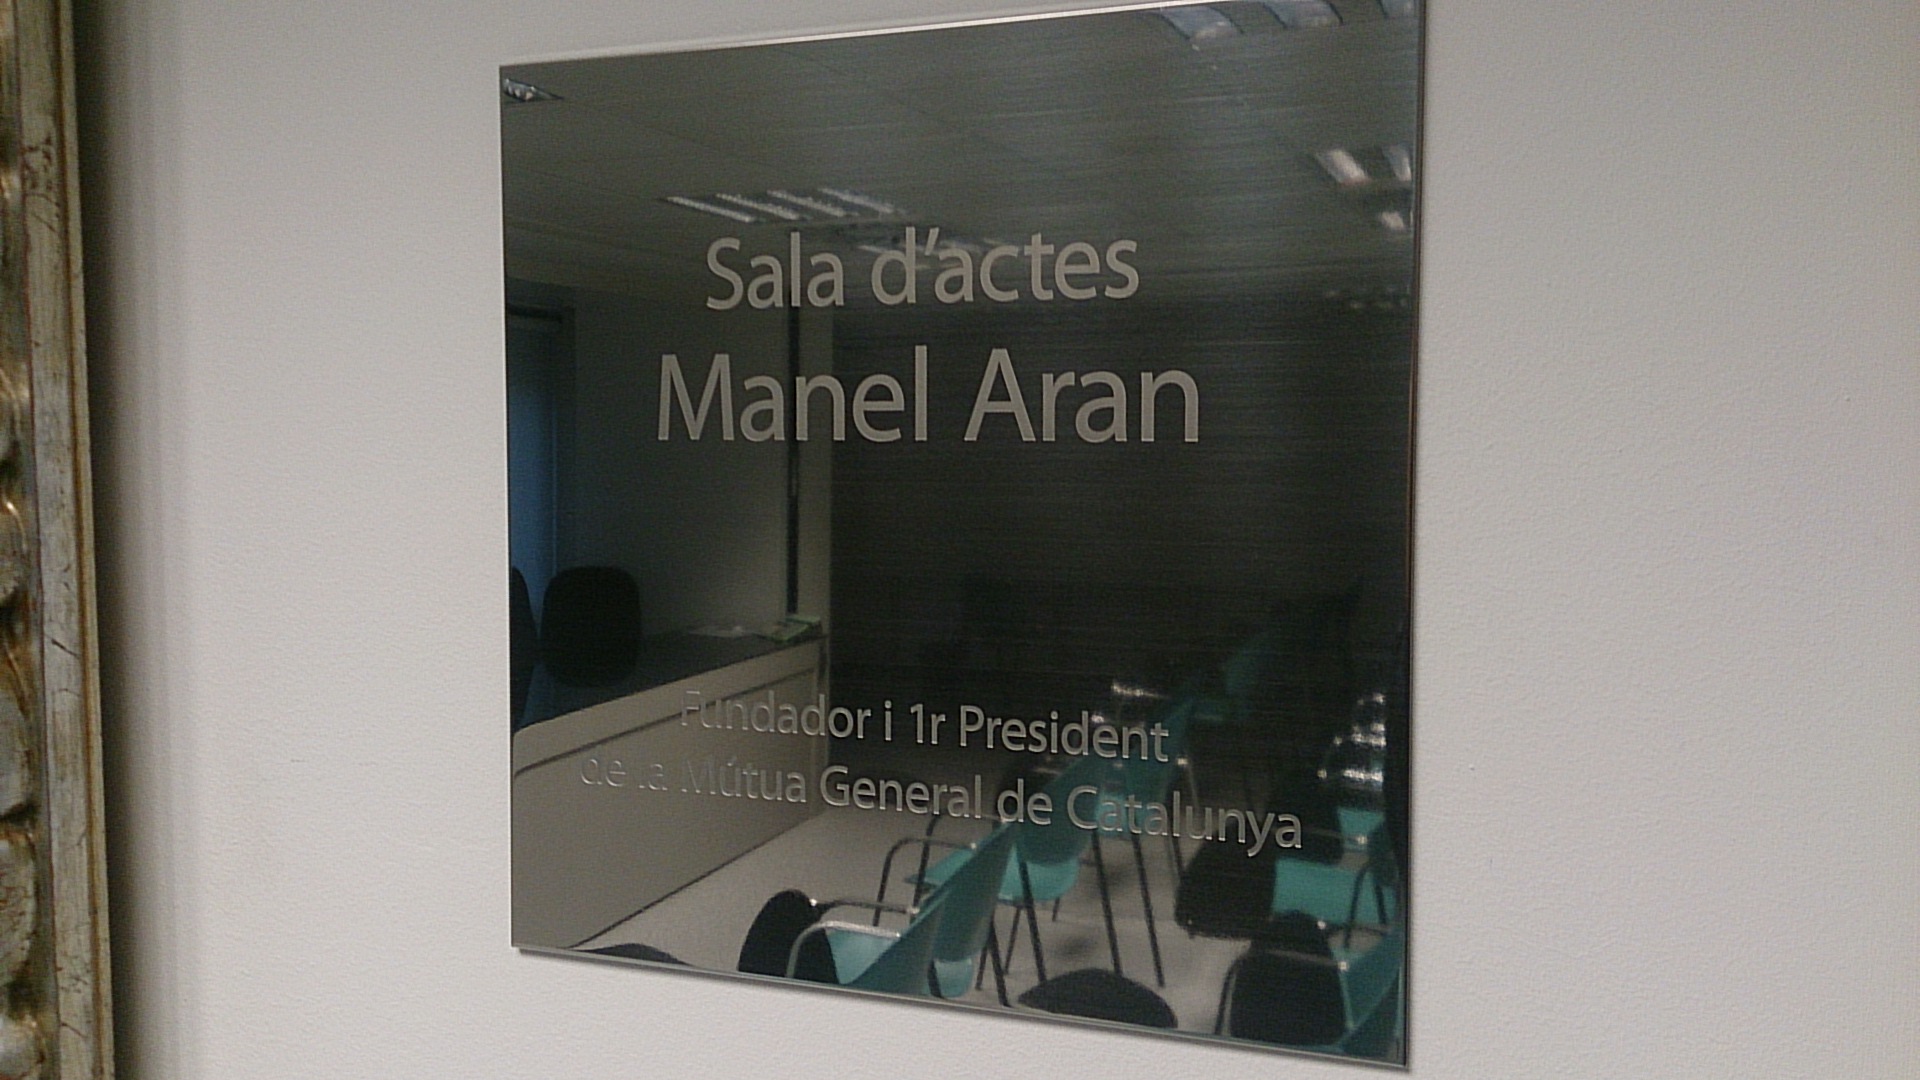 Sala d'actes
Manel Aran
Fundador i 1r President
de la Mútua General de Catalunya